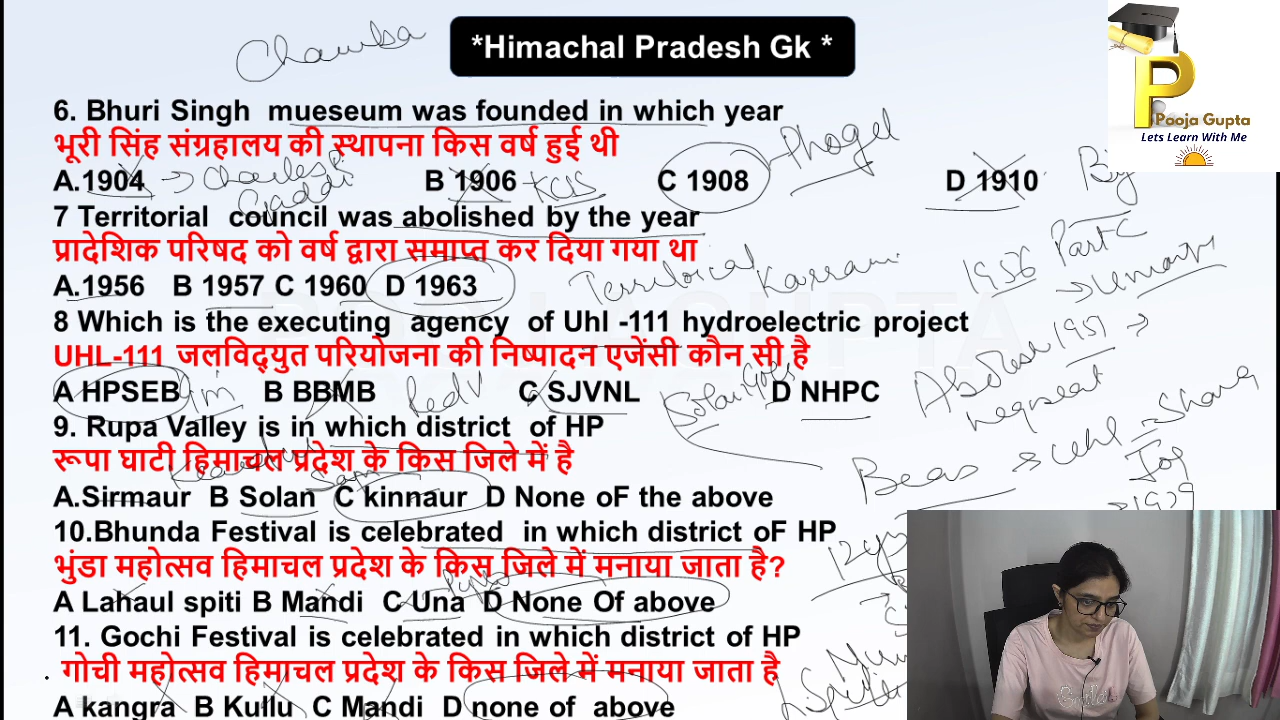 Chamba
*Himachal Pradesh Gk *
Pooja Gupta
Lets Learn With Me
6. Bhuri Singh mueseum was founded in which year
भूरी सिंह संग्रहालय की स्थापना किस वर्ष हुई थी
A.1904 B 1906 C 1908 D 1910
Phogel
7 Territorial council was abolished by the year
प्रादेशिक परिषद को वर्ष द्वारा समाप्त कर दिया गया था
A.1956 B 1957 C 1960 D 1963
Territorial
1956 Part C
8 Which is the executing agency of Uhl -111 hydroelectric project
UHL-111 जलविद्युत परियोजना की निष्पादन एजेंसी कौन सी है
A HPSEB B BBMB C SJVNL D NHPC
9. Rupa Valley is in which district of HP
रूपा घाटी हिमाचल प्रदेश के किस जिले में है
Beas
A.Sirmaur B Solan C kinnaur D None oF the above
10.Bhunda Festival is celebrated in which district oF HP
भुंडा महोत्सव हिमाचल प्रदेश के किस जिले में मनाया जाता है?
A Lahaul spiti B Mandi C Una D None Of above
11. Gochi Festival is celebrated in which district of HP
गोची महोत्सव हिमाचल प्रदेश के किस जिले में मनाया जाता है
A kangra B Kullu C Mandi D none of above